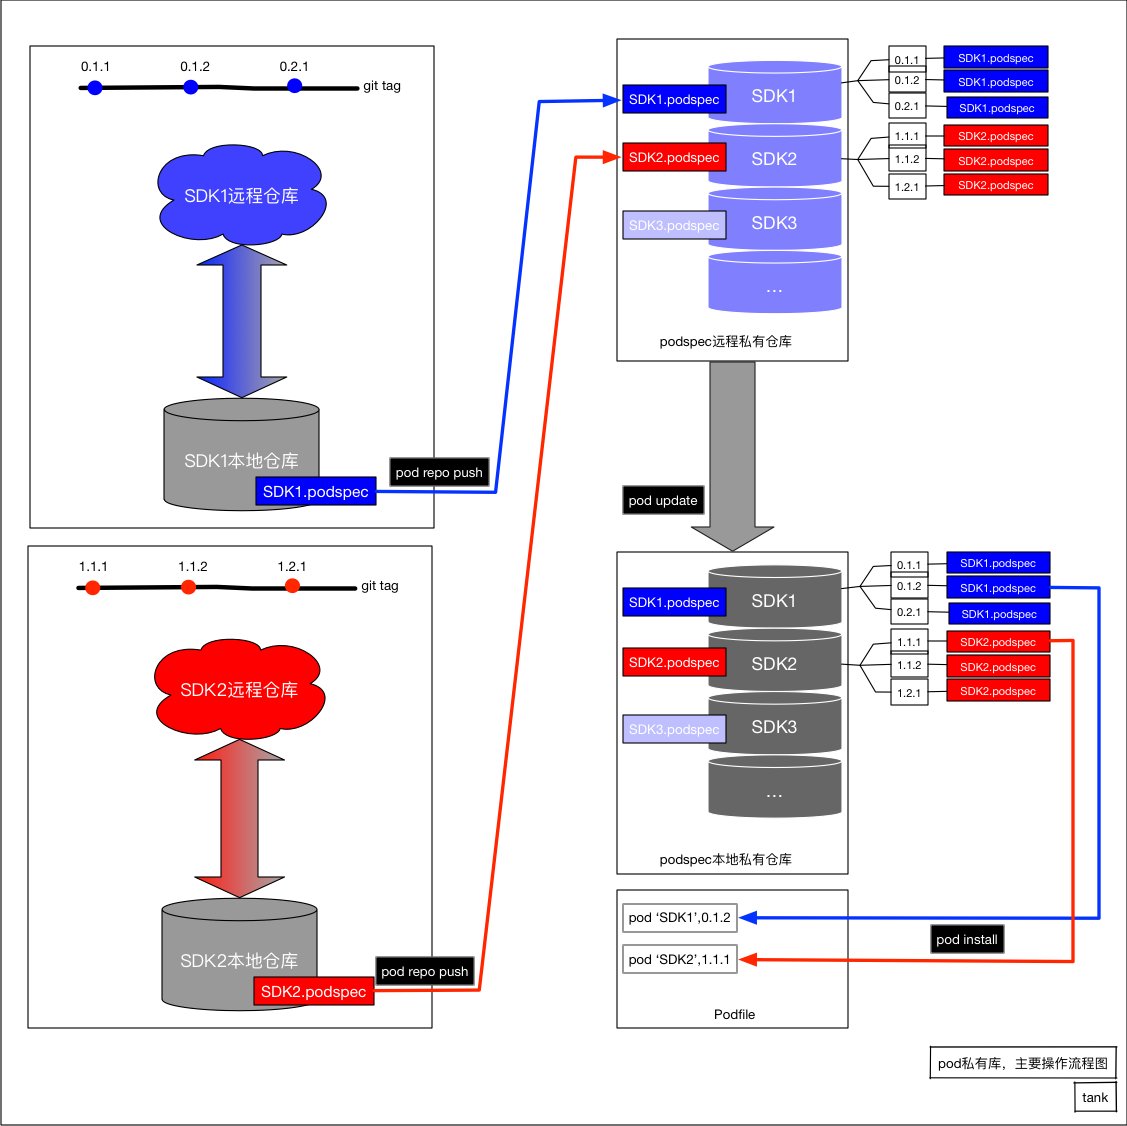 0.1.1 0.1.2 0.2.1
git tag
SDK1远程仓库
SDK1本地仓库
SDK1.podspec
pod repo push
1.1.1 1.1.2 1.2.1
git tag
SDK2远程仓库
SDK2本地仓库
SDK2.podspec
pod repo push
SDK1.podspec SDK1
SDK2.podspec SDK2
SDK3.podspec SDK3
...
podspec远程私有仓库
0.1.1 SDK1.podspec
0.1.2 SDK1.podspec
0.2.1 SDK1.podspec
1.1.1 SDK2.podspec
1.1.2 SDK2.podspec
1.2.1 SDK2.podspec
pod update
SDK1.podspec SDK1
SDK2.podspec SDK2
SDK3.podspec SDK3
...
podspec本地私有仓库
0.1.1 SDK1.podspec
0.1.2 SDK1.podspec
0.2.1 SDK1.podspec
1.1.1 SDK2.podspec
1.1.2 SDK2.podspec
1.2.1 SDK2.podspec
pod ‘SDK1’,0.1.2
pod ‘SDK2’,1.1.1
Podfile
pod install
pod私有库，主要操作流程图
tank